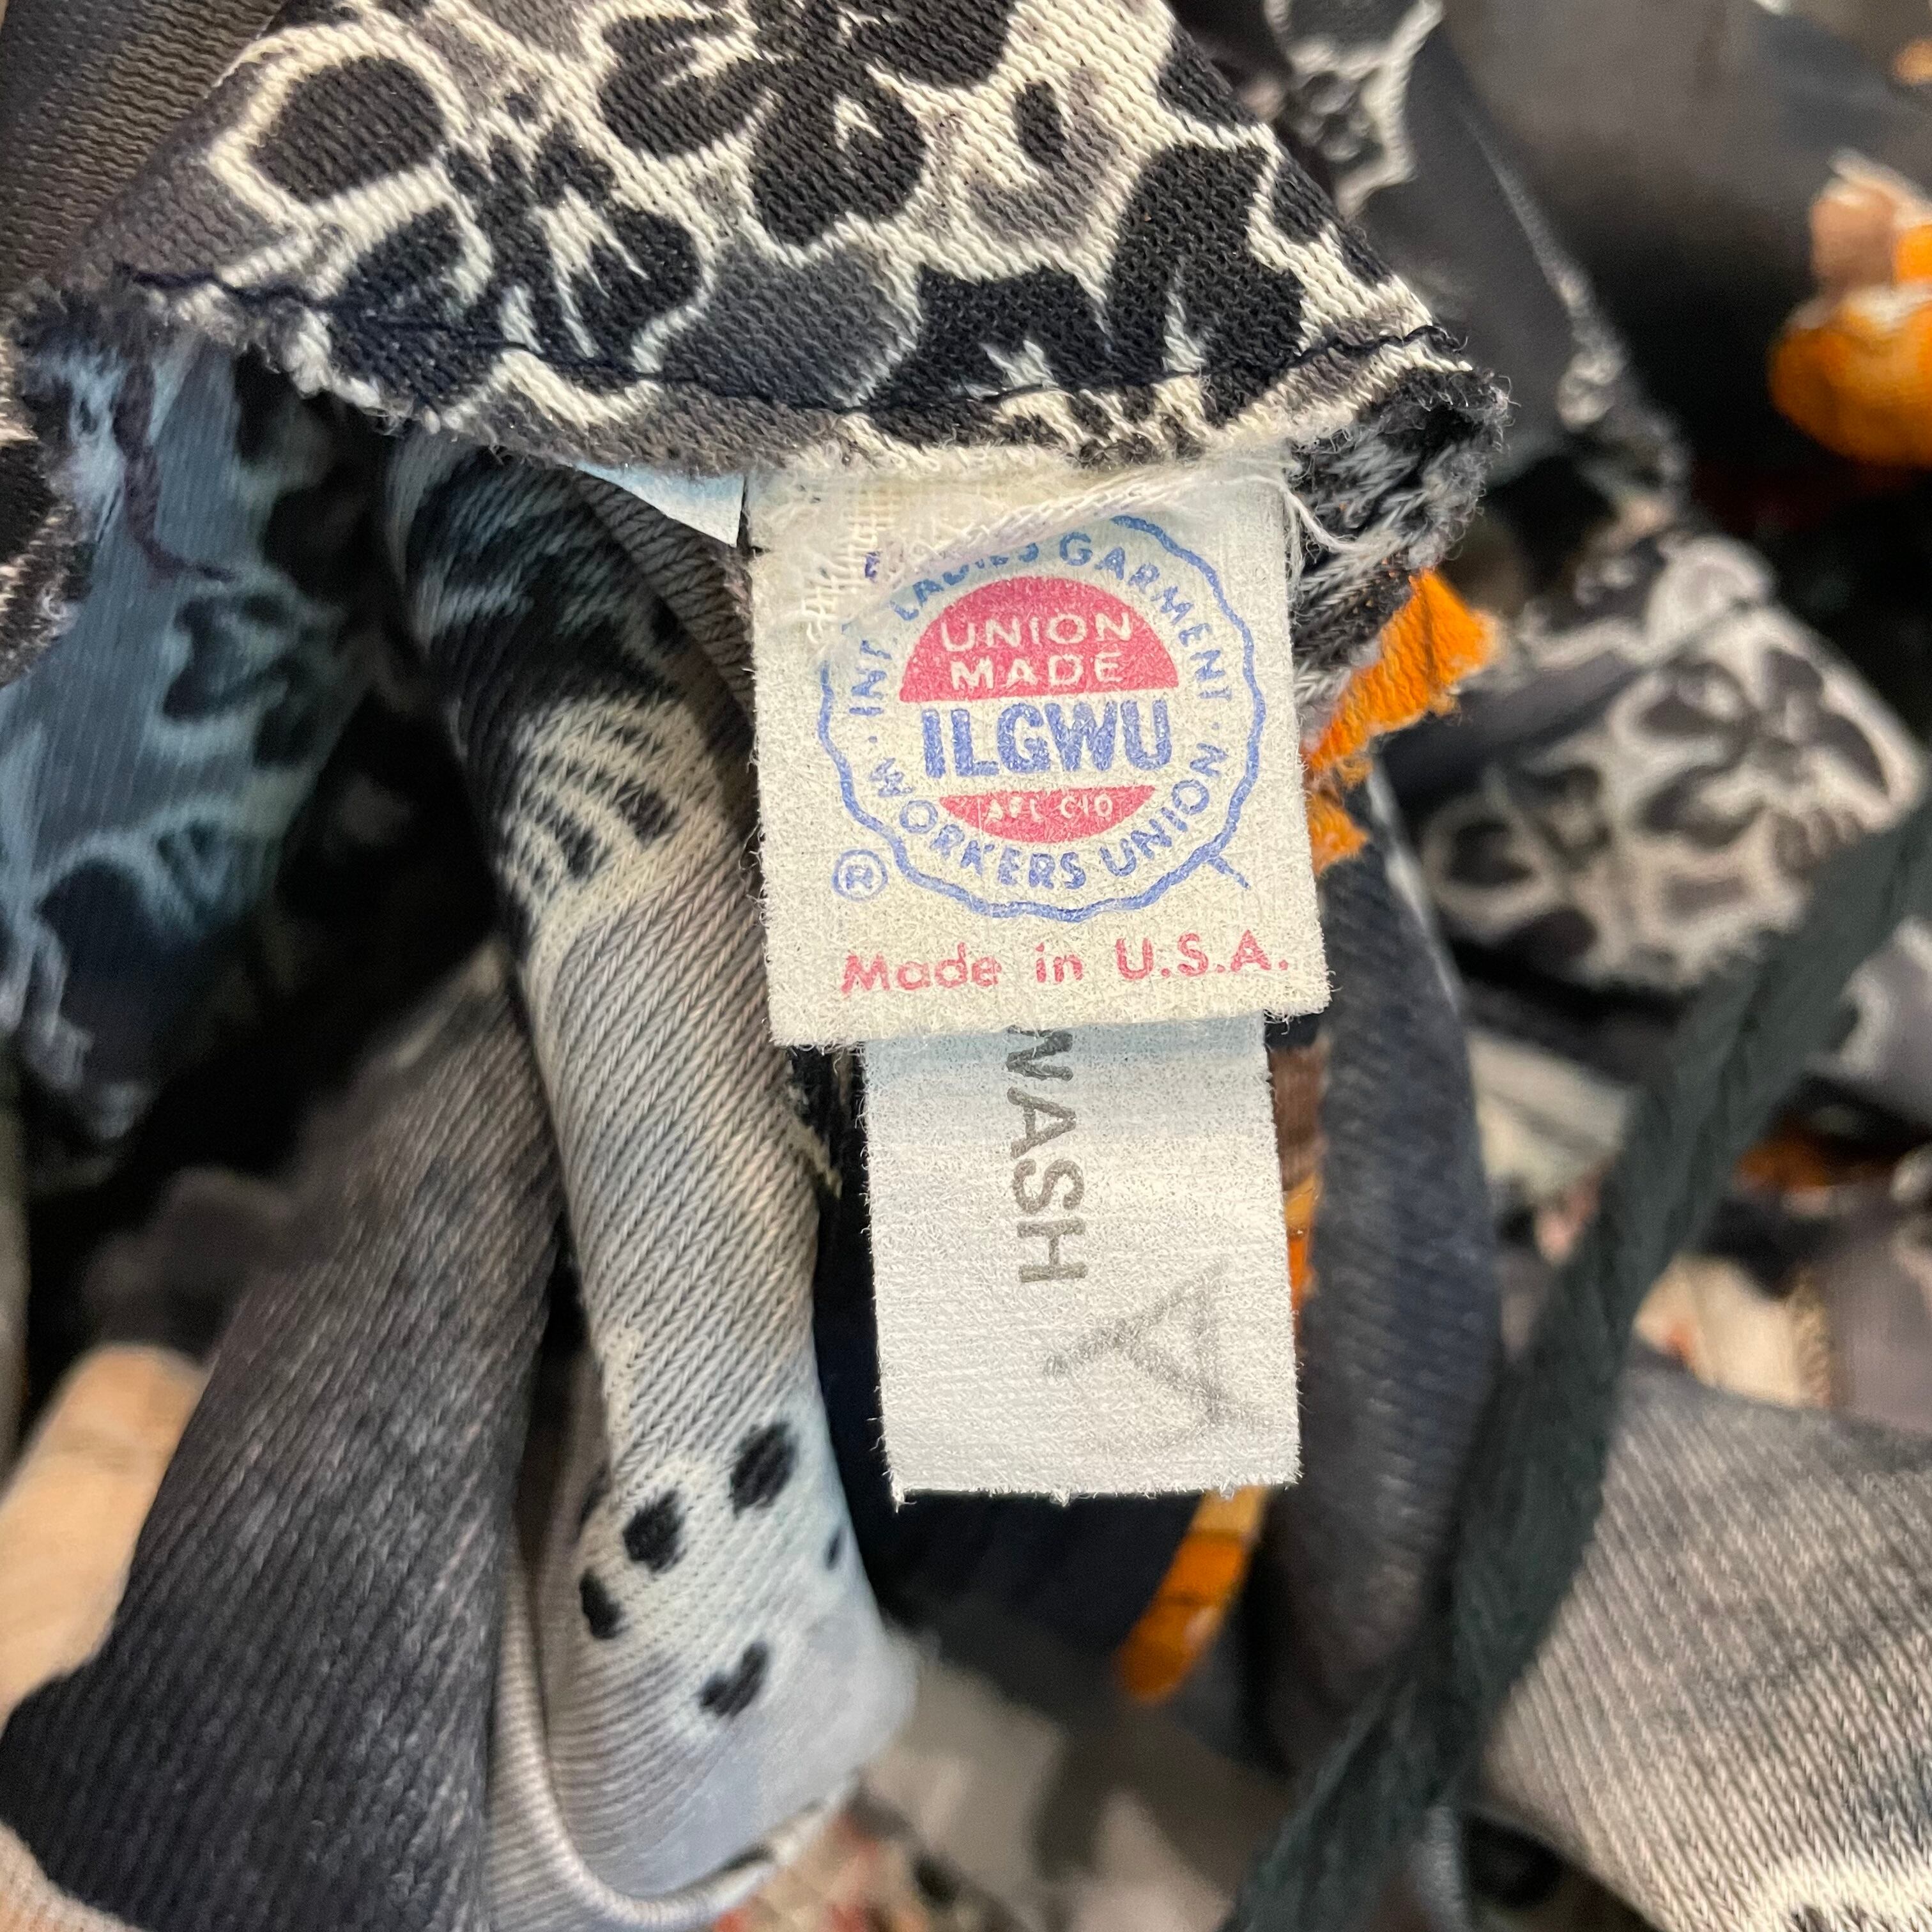 INT. LADIES GARMENT
UNION
MADE
ILGWU
AFL CIO
WORKERS UNION
®
Made in U.S.A.
WASH
A